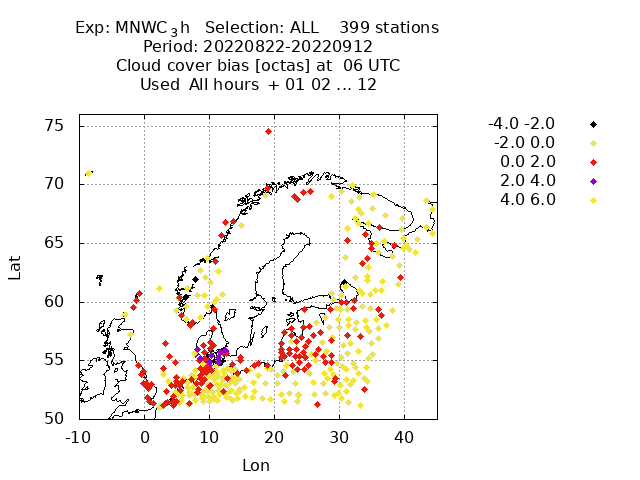 Exp: MNWC_3h   Selection: ALL    399 stations
Period: 20220822-20220912
Cloud cover bias [octas] at  06 UTC
Used  All hours  + 01 02 ... 12
75
70
65
60
55
50
-10 0 10 20 30 40
Lat
Lon
-4.0 -2.0
-2.0 0.0
0.0 2.0
2.0 4.0
4.0 6.0